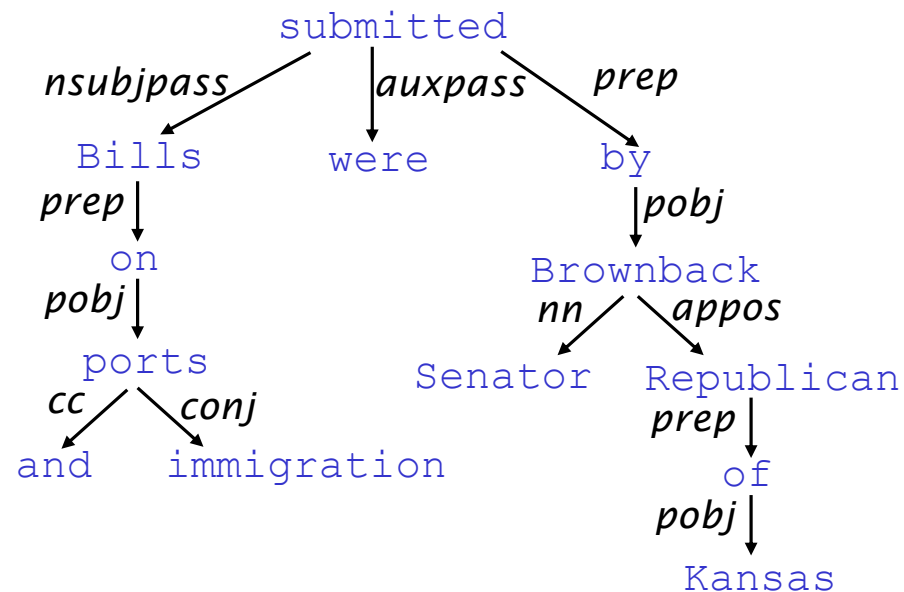 submitted
nsubjpass auxpass prep
Bills were by
prep pobj
on Brownback
pobj nn appos
ports Senator Republican
cc conj prep
and immigration of
pobj
Kansas